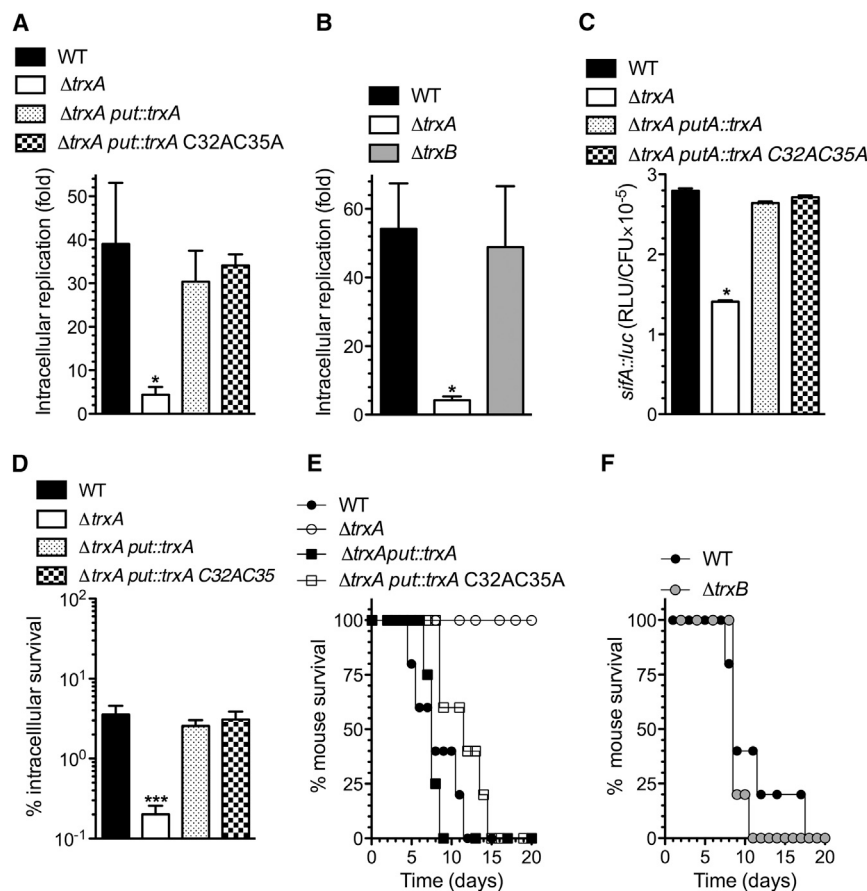 A
WT
ΔtrxA
ΔtrxA put::trxA
ΔtrxA put::trxA C32AC35A
Intracellular replication (fold)
50
40
30
20
10
0
*
B
WT
ΔtrxA
ΔtrxB
Intracellular replication (fold)
60
40
20
0
*
C
WT
ΔtrxA
ΔtrxA putA::trxA
ΔtrxA putA::trxA C32AC35A
sifA::luc (RLU/CFU×10⁻⁵)
3
2
1
0
*
D
WT
ΔtrxA
ΔtrxA put::trxA
ΔtrxA put::trxA C32AC35
% intracelllular survival
10²
10¹
10⁰
10⁻¹
***
E
WT
ΔtrxA
ΔtrxAput::trxA
ΔtrxA put::trxA C32AC35A
% mouse survival
100
75
50
25
0
0 5 10 15 20
Time (days)
F
WT
ΔtrxB
% mouse survival
100
75
50
25
0
0 5 10 15 20
Time (days)